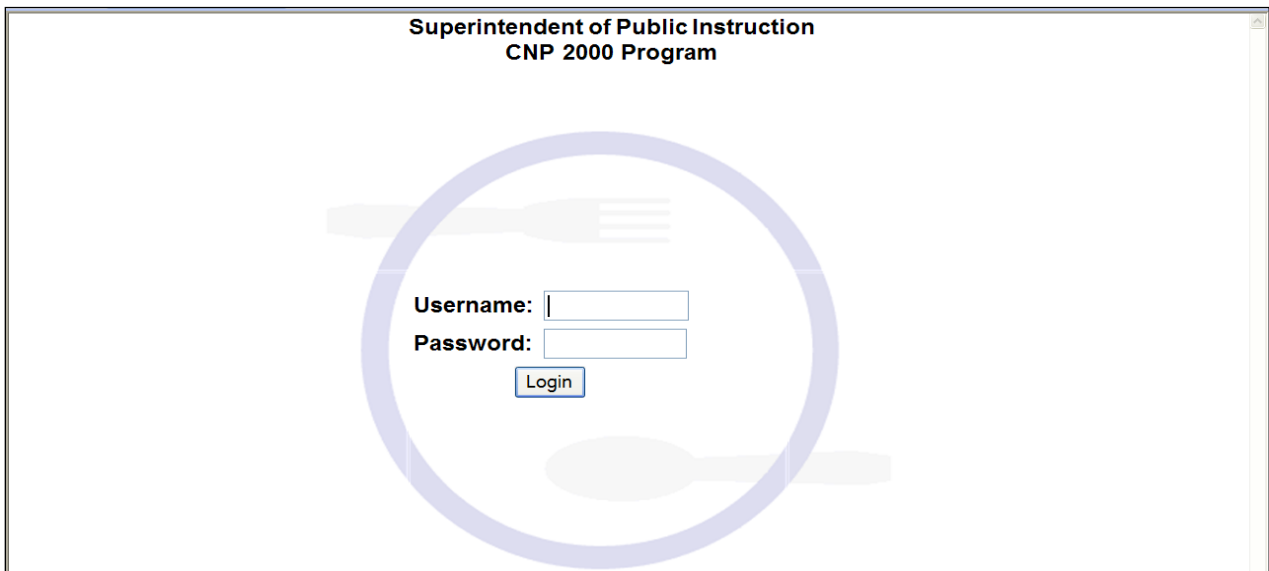 Superintendent of Public Instruction
CNP 2000 Program
Username:
Password:
Login